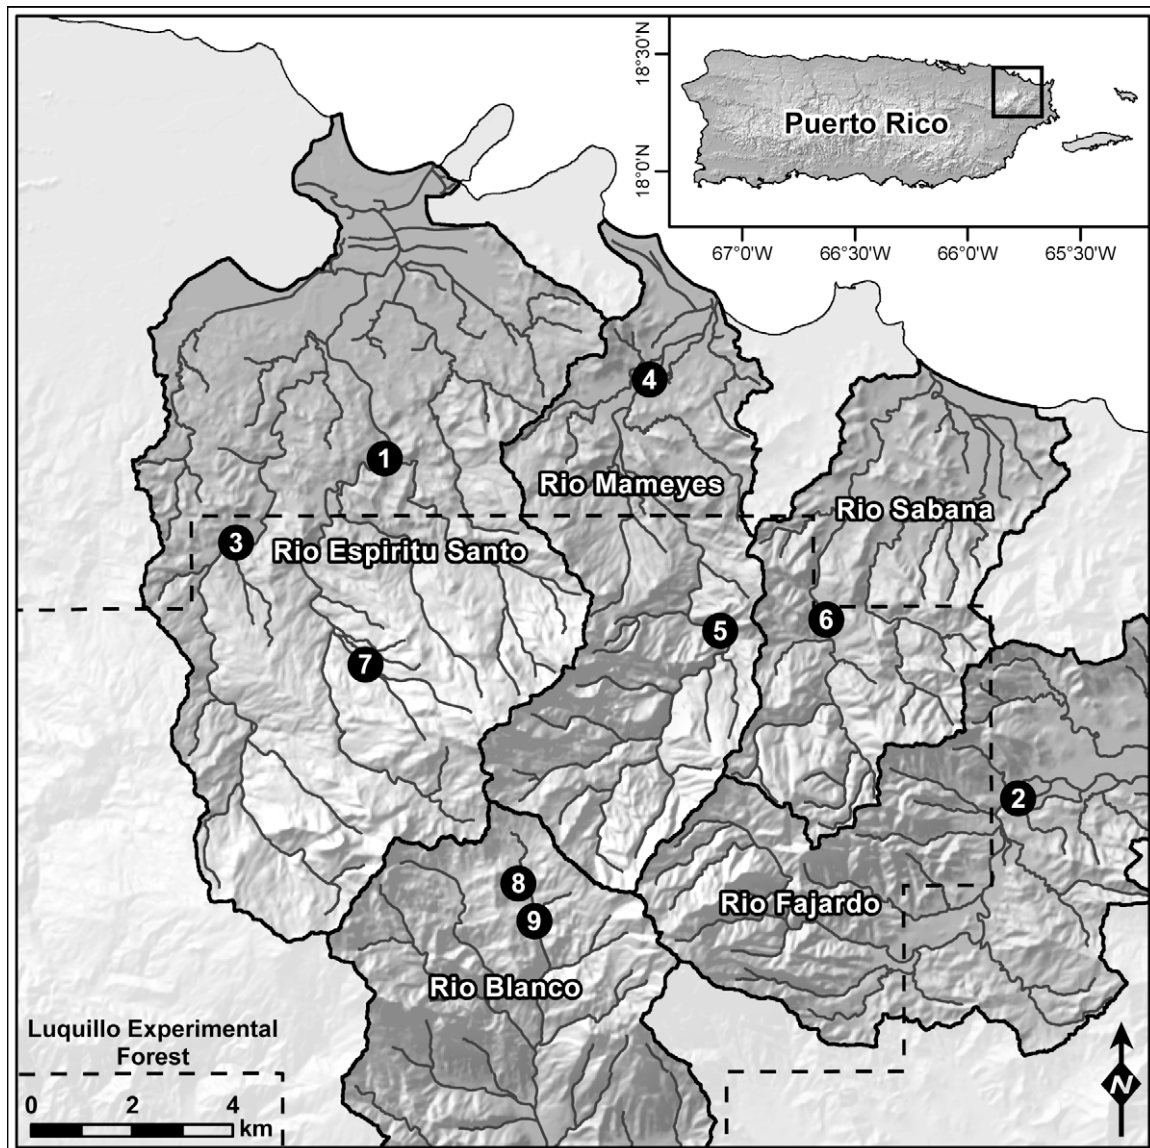 18°30'N
Puerto Rico
18°0'N
67°0'W
66°30'W
66°0'W
65°30'W
4
1
Rio Mameyes
Rio Sabana
3
Rio Espiritu Santo
6
5
7
2
8
Rio Fajardo
9
Rio Blanco
Luquillo Experimental
Forest
0 2 4
km
N